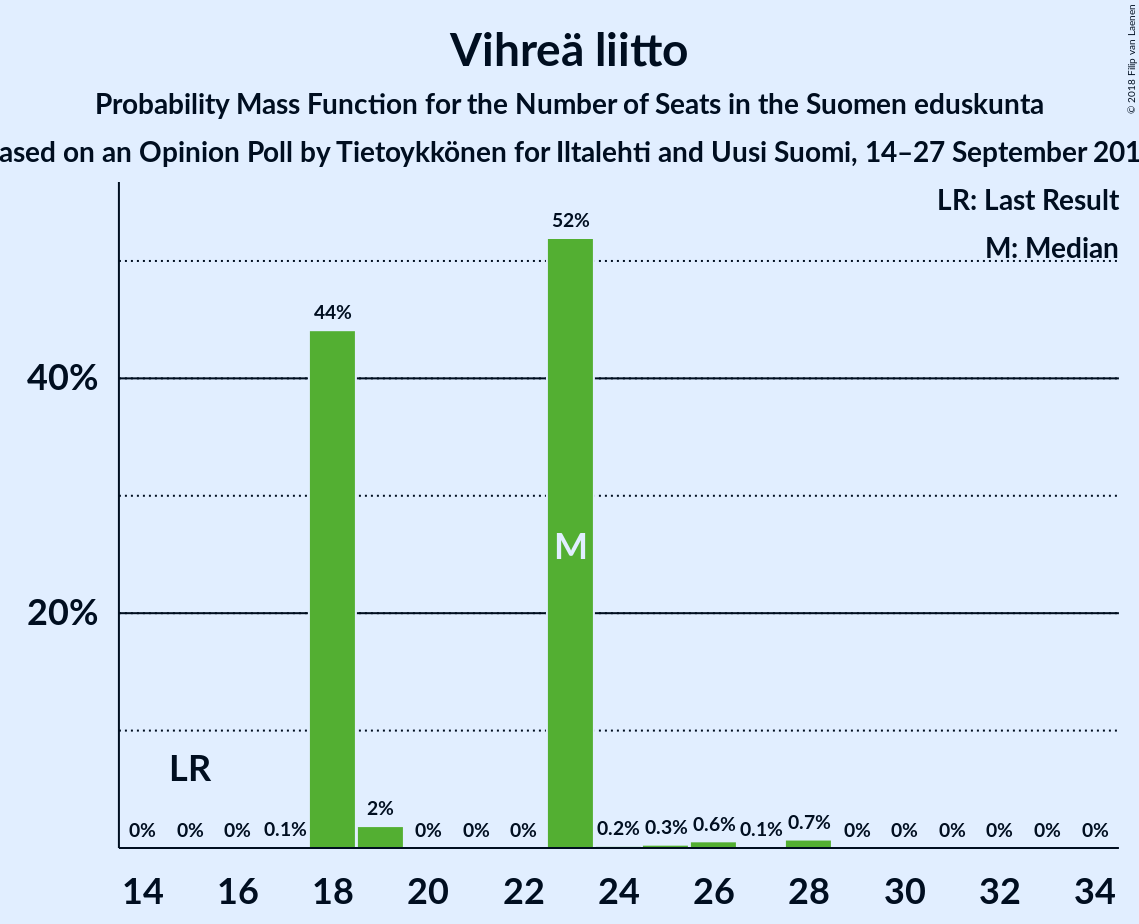 Vihreä liitto
Probability Mass Function for the Number of Seats in the Suomen eduskunta
ased on an Opinion Poll by Tietoykkönen for Iltalehti and Uusi Suomi, 14–27 September 201
© 2018 Filip van Laenen
LR: Last Result
M: Median
52%
44%
40%
M
20%
LR
0% 0% 0% 0.1% 2% 0% 0% 0% 0.2% 0.3% 0.6% 0.1% 0.7% 0% 0% 0% 0% 0% 0%
14 16 18 20 22 24 26 28 30 32 34